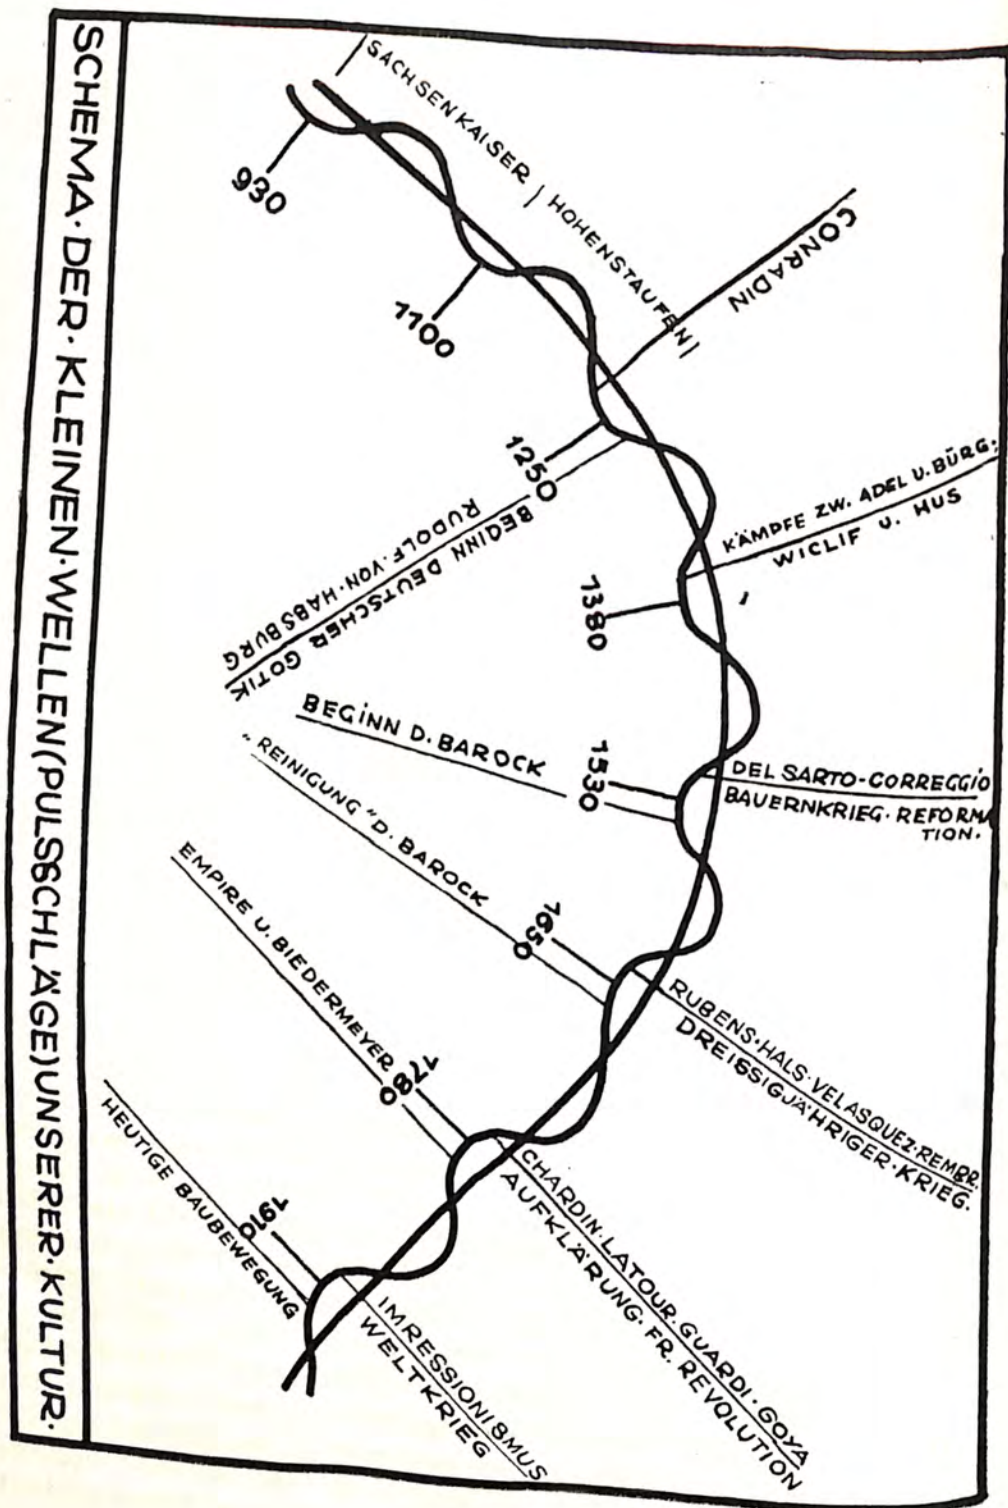 SCHEMA·DER·KLEINEN·WELLEN(PULSSCHLÄGE)UNSERER·KULTUR·
SACHSENKAISER
HOHENSTAUFEN
CONRADIN
930
1100
1250
RUDOLF·VON·HABSBURG
BEGINN DEUTSCHER GOTIK
KÄMPFE ZW. ADEL U. BÜRG.
WICLIF U. HUS
1380
BEGINN D. BAROCK
1530
DEL SARTO-CORREGGIO
BAUERNKRIEG·REFORMA
TION.
„REINIGUNG" D. BAROCK
1650
RUBENS·HALS·VELASQUEZ·REMBR.
DREISSIGJÄHRIGER·KRIEG.
EMPIRE U. BIEDERMEYER
1780
CHARDIN·LATOUR·GUARDI·GOYA
AUFKLÄRUNG·FR. REVOLUTION
HEUTIGE BAUBEWEGUNG
1910
IMRESSIONISMUS
WELTKRIEG